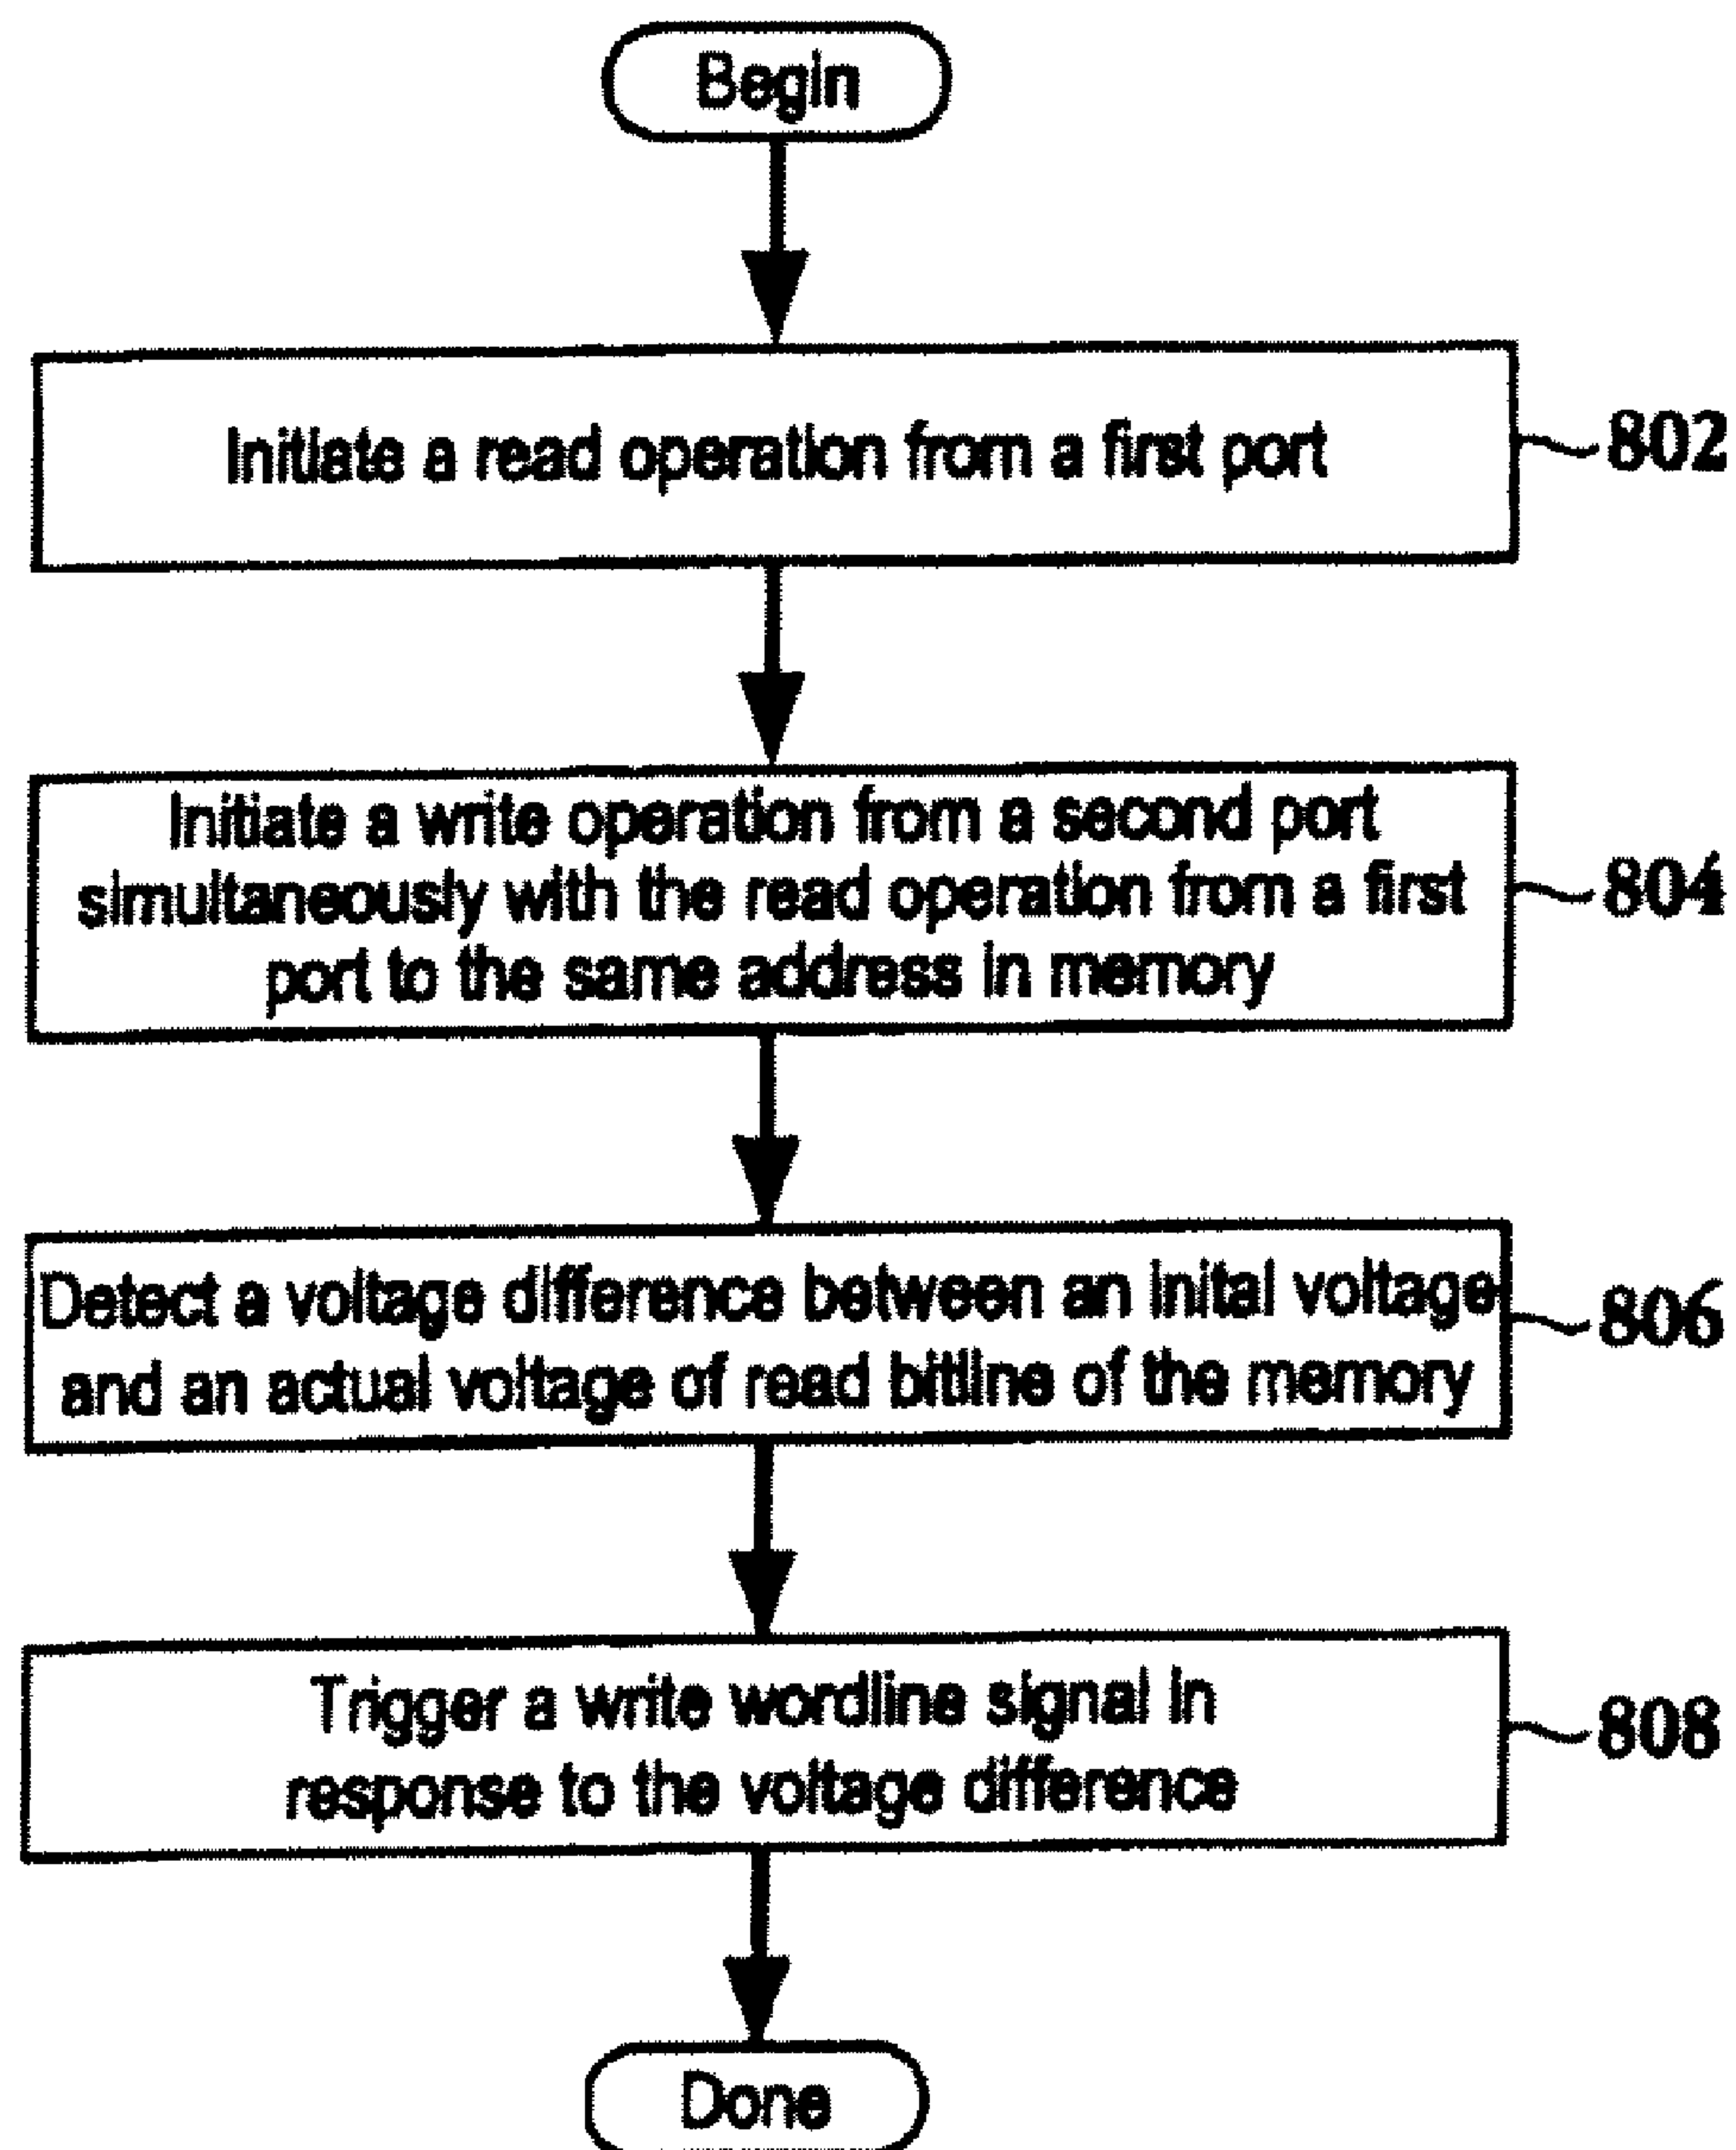 Begin
Initiate a read operation from a first port
802
Initiate a write operation from a second port
simultaneously with the read operation from a first
port to the same address in memory
804
Detect a voltage difference between an inital voltage
and an actual voltage of read bitline of the memory
806
Trigger a write wordline signal in
response to the voltage difference
808
Done